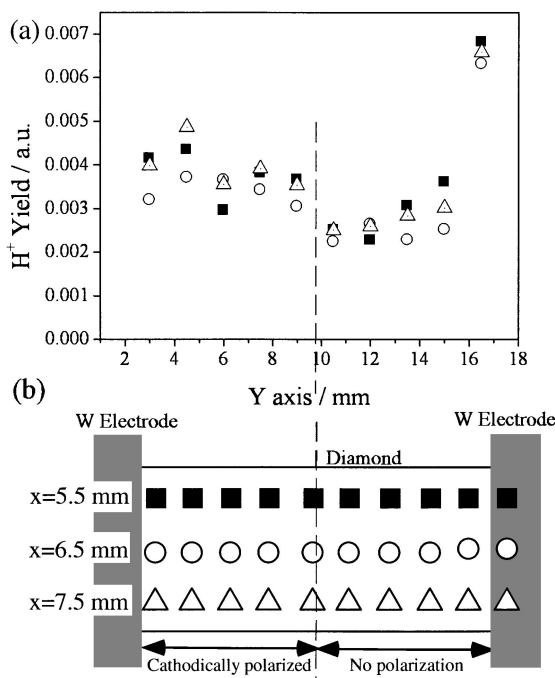 (a)
0.007
0.006
0.005
0.004
0.003
0.002
0.001
0.000
H+ Yield / a.u.
2 4 6 8 10 12 14 16 18
Y axis / mm
(b)
W Electrode
W Electrode
Diamond
x=5.5 mm
x=6.5 mm
x=7.5 mm
Cathodically polarized
No polarization